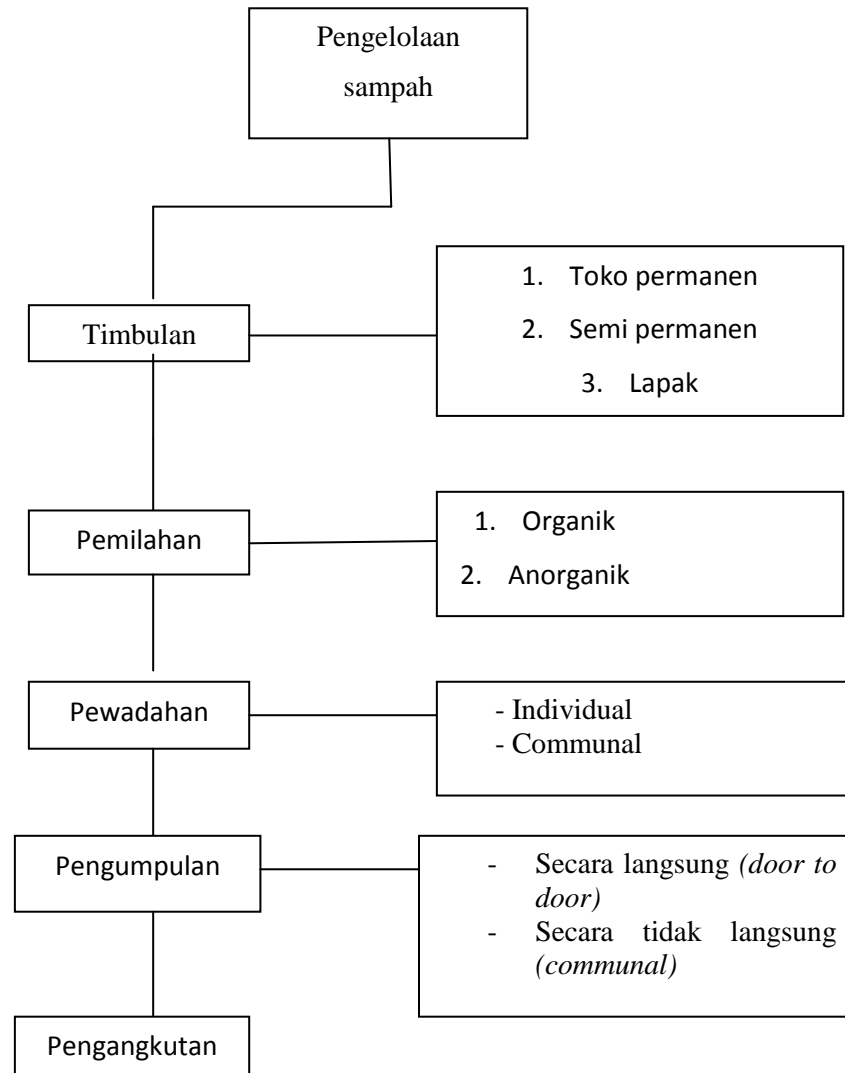 Pengelolaan
sampah
Timbulan
1. Toko permanen
2. Semi permanen
3. Lapak
Pemilahan
1. Organik
2. Anorganik
Pewadahan
- Individual
- Communal
Pengumpulan
- Secara langsung (door to
door)
- Secara tidak langsung
(communal)
Pengangkutan